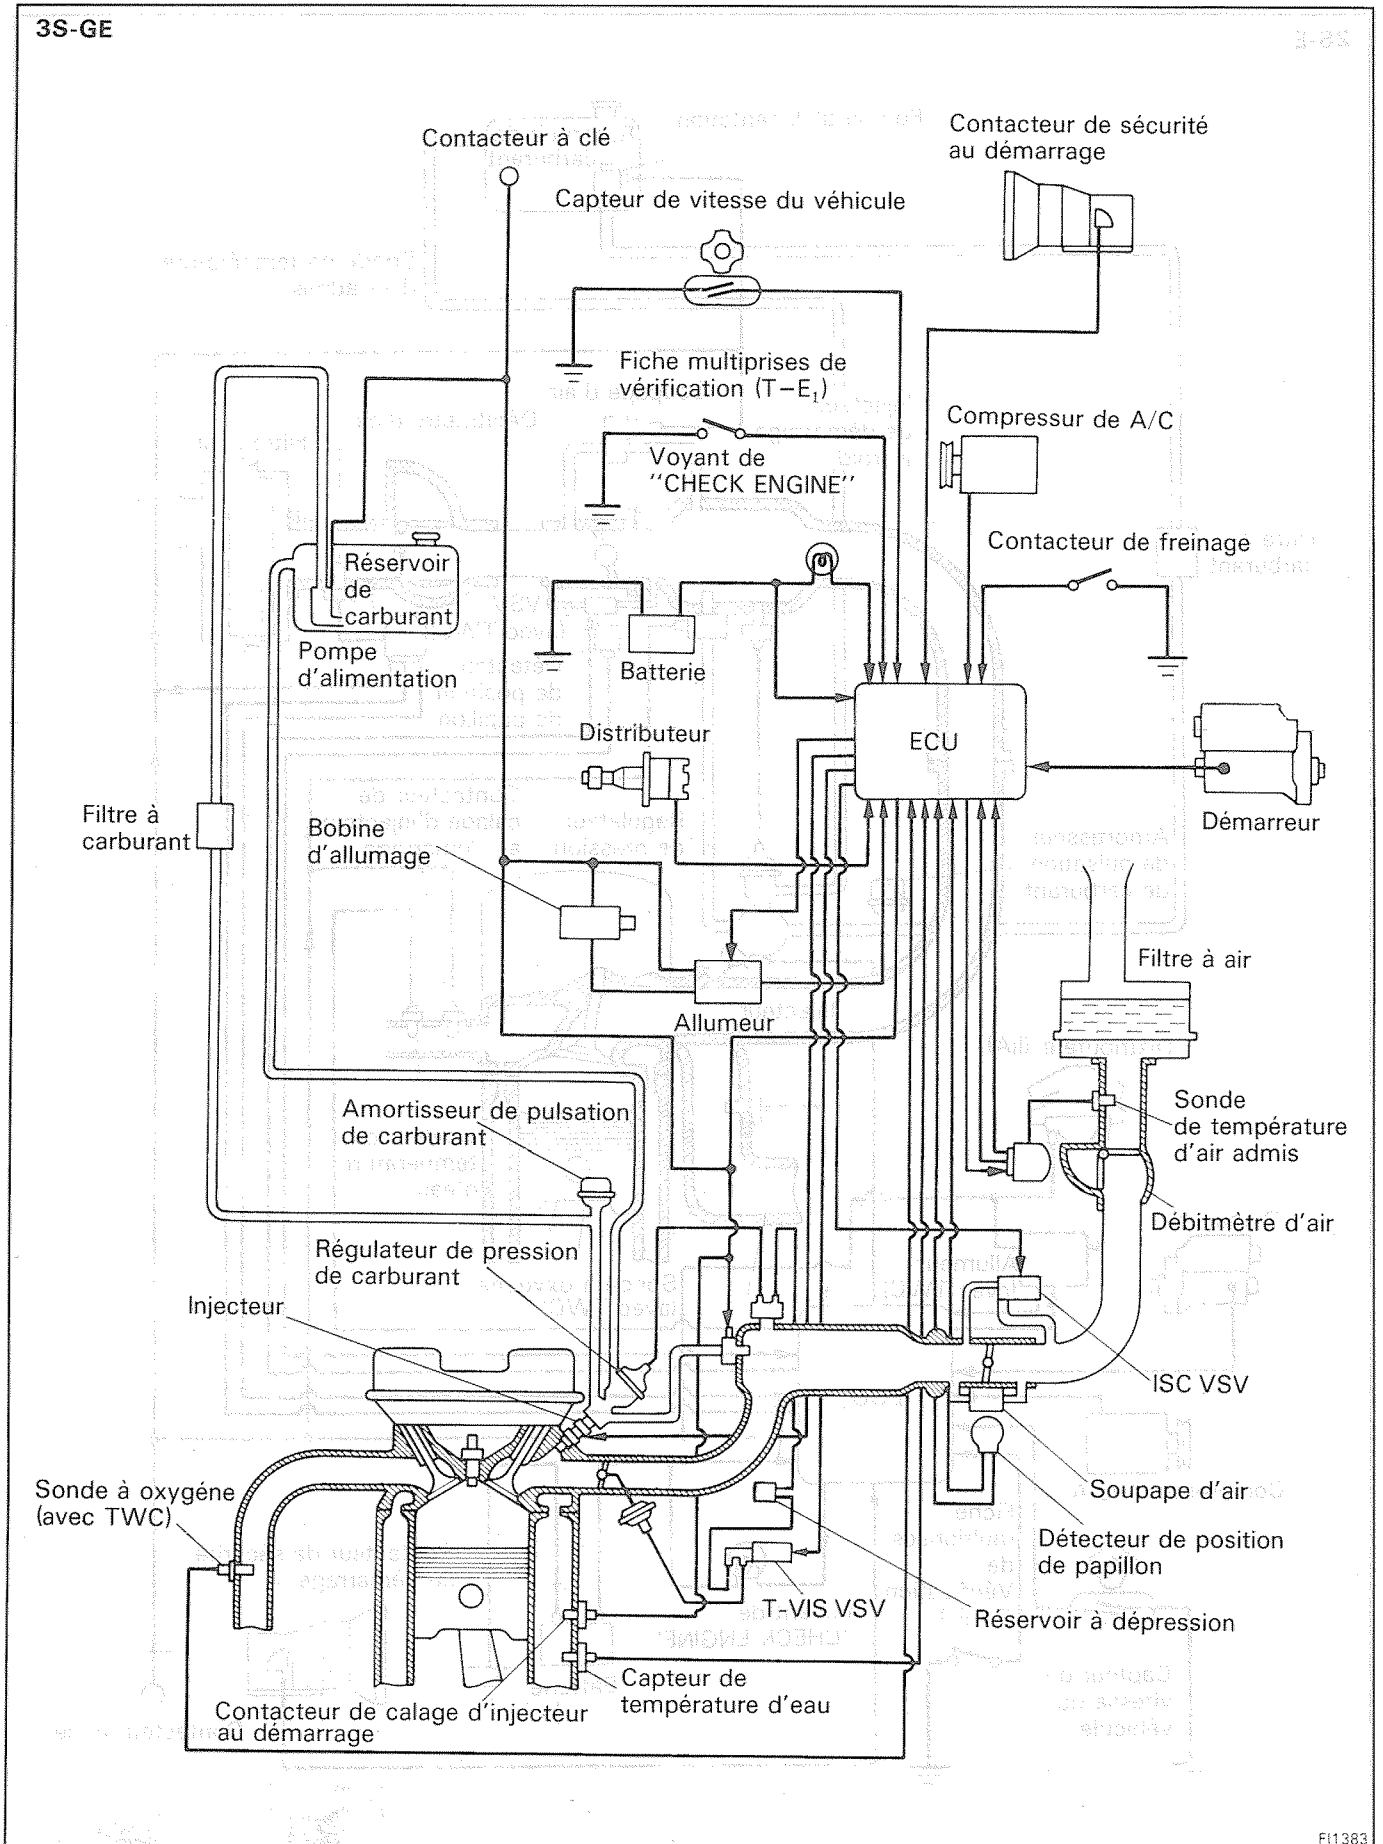 3S-GE
Contacteur à clé
Contacteur de sécurité
au démarrage
Capteur de vitesse du véhicule
Fiche multiprises de
vérification (T−E₁)
Compressur de A/C
Voyant de
''CHECK ENGINE''
Contacteur de freinage
Réservoir
de
carburant
Pompe
d'alimentation
Batterie
Distributeur
ECU
Démarreur
Filtre à
carburant
Bobine
d'allumage
Filtre à air
Allumeur
Amortisseur de pulsation
de carburant
Sonde
de température
d'air admis
Débitmètre d'air
Régulateur de pression
de carburant
Injecteur
ISC VSV
Sonde à oxygéne
(avec TWC)
Soupape d'air
Détecteur de position
de papillon
T-VIS VSV
Réservoir à dépression
Capteur de
température d'eau
Contacteur de calage d'injecteur
au démarrage
FI1383